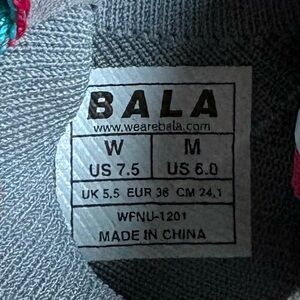 BALA
www.wearebala.com
W M
US 7.5 US 6.0
UK 5.5 EUR 38 CM 24.1
WFNU-1201
MADE IN CHINA